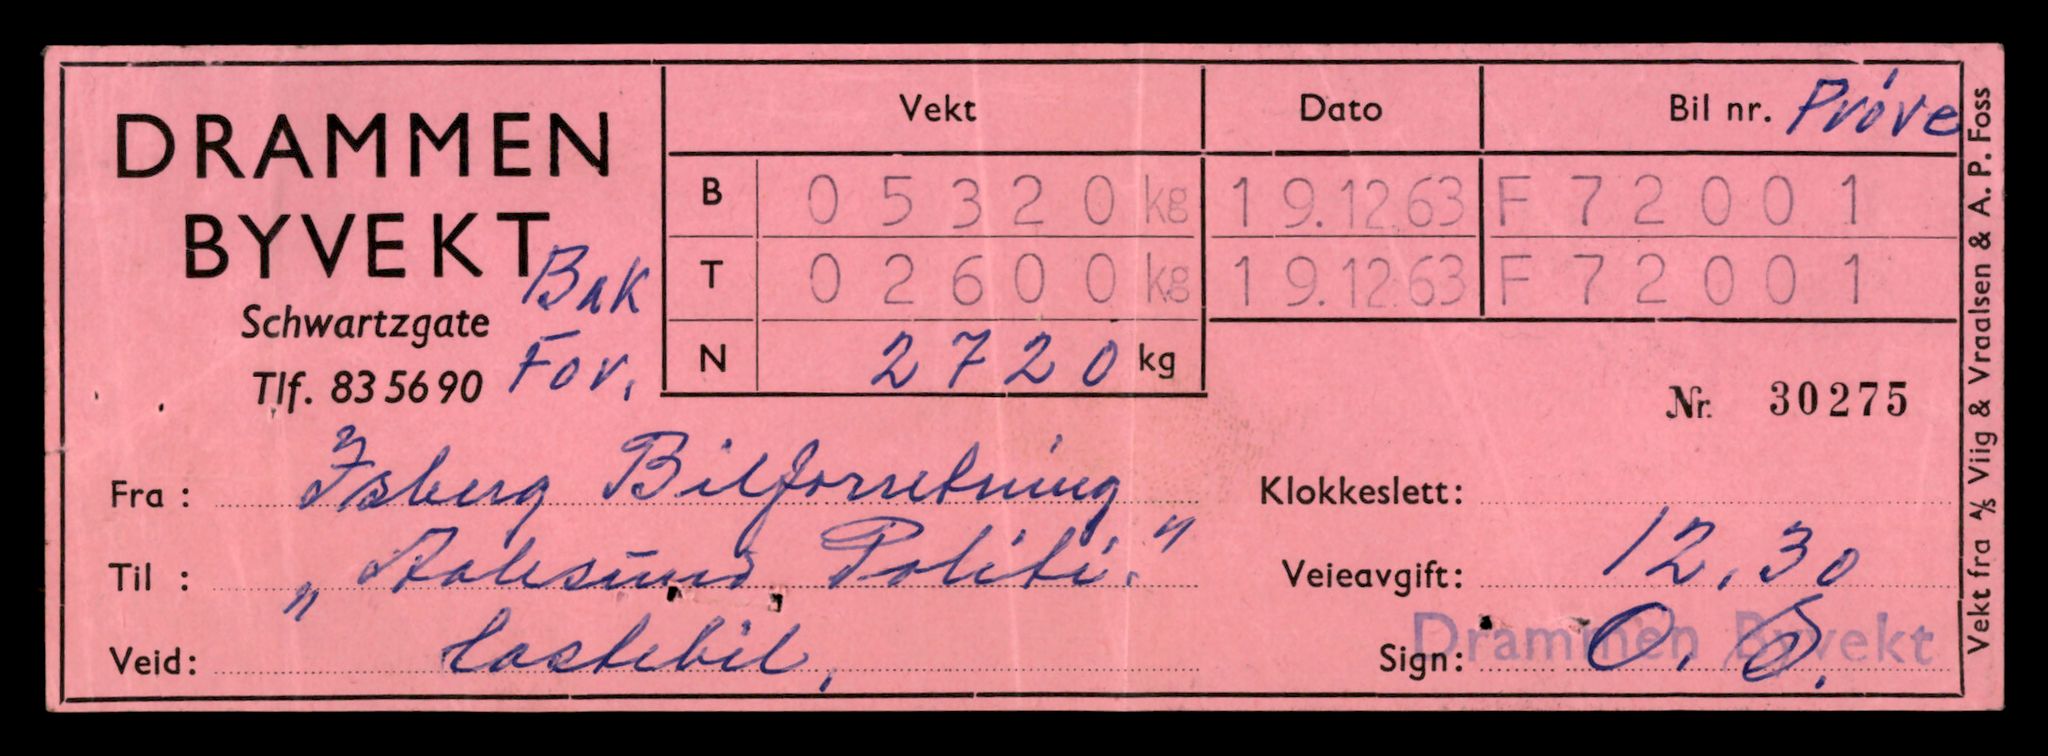 DRAMMEN
BYVEKT
Schwartzgate
Tlf. 83 56 90
Bak
For.
Vekt Dato Bil nr. Prøve
B 05320 kg 19.12.63 F 72001
T 02600 kg 19.12.63 F 72001
N 2720 kg
Nr. 30275
Fra : Isberg Bilforretning
Klokkeslett:
Til : „Aalesund Politi."
Veieavgift: 12.30
Veid: Lastebil,
Sign: O. Ø.
Drammen Byvekt
Vekt fra A/S Viig & Vraalsen & A. P. Foss